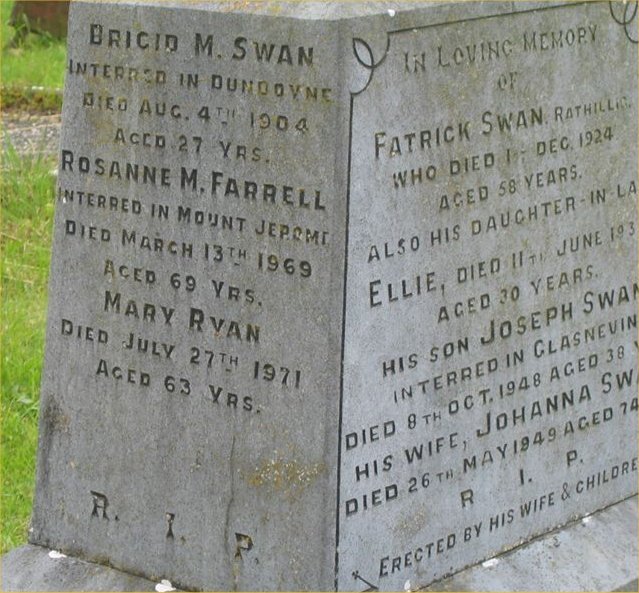 BRIGID M. SWAN
INTERRED IN DUNBOYNE
DIED AUG. 4TH 1904
AGED 27 YRS.
ROSANNE M. FARRELL
INTERRED IN MOUNT JEROME
DIED MARCH 13TH 1969
AGED 69 YRS.
MARY RYAN
DIED JULY 27TH 1971
AGED 63 YRS.
R. I. P.
IN LOVING MEMORY
OF
PATRICK SWAN, RATHILLIG,
WHO DIED 1ST DEC. 1924
AGED 58 YEARS.
ALSO HIS DAUGHTER-IN-LA
ELLIE, DIED 11TH JUNE 193
AGED 30 YEARS.
HIS SON JOSEPH SWAN
INTERRED IN GLASNEVIN
DIED 8TH OCT. 1948 AGED 38 Y
HIS WIFE, JOHANNA SWA
DIED 26TH MAY 1949 AGED 74
R I. P.
ERECTED BY HIS WIFE & CHILDRE